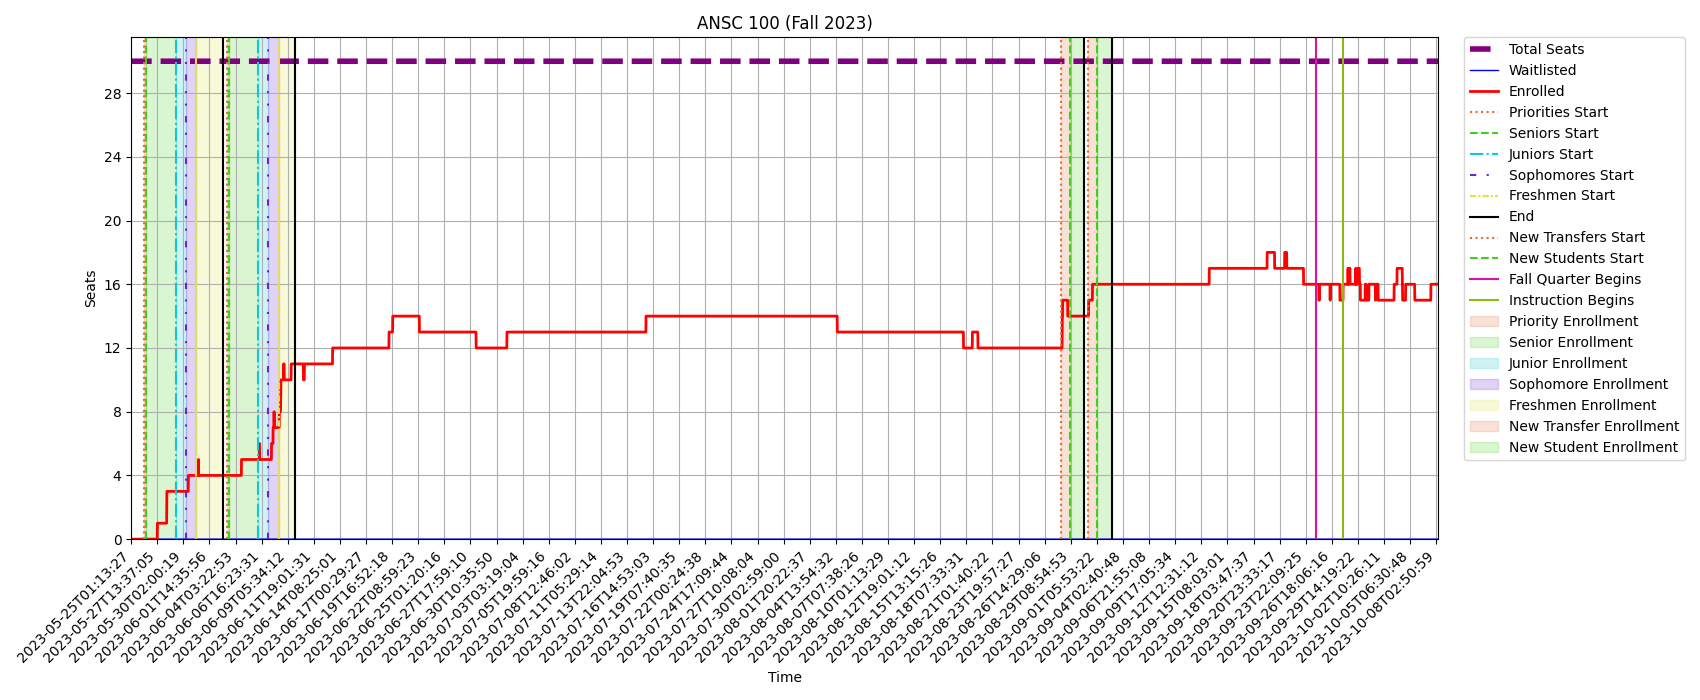 ANSC 100 (Fall 2023)
Seats
28
24
20
16
12
8
4
0
2023-05-25T01:13:27
2023-05-27T13:37:05
2023-05-30T02:00:19
2023-06-01T14:35:56
2023-06-04T03:22:53
2023-06-06T16:23:31
2023-06-09T05:34:12
2023-06-11T19:01:31
2023-06-14T08:25:01
2023-06-17T00:29:27
2023-06-19T16:52:18
2023-06-22T08:59:23
2023-06-25T01:20:16
2023-06-27T17:59:10
2023-06-30T10:35:50
2023-07-03T03:19:04
2023-07-05T19:59:16
2023-07-08T12:46:02
2023-07-11T05:29:14
2023-07-13T22:04:53
2023-07-16T14:53:03
2023-07-19T07:40:35
2023-07-22T00:24:38
2023-07-24T17:09:44
2023-07-27T10:08:04
2023-07-30T02:59:00
2023-08-01T20:22:37
2023-08-04T13:54:32
2023-08-07T07:38:26
2023-08-10T01:13:29
2023-08-12T19:01:12
2023-08-15T13:15:26
2023-08-18T07:33:31
2023-08-21T01:40:22
2023-08-23T19:57:27
2023-08-26T14:29:06
2023-08-29T08:54:53
2023-09-01T05:53:22
2023-09-04T02:40:48
2023-09-06T21:55:08
2023-09-09T17:05:34
2023-09-12T12:31:12
2023-09-15T08:03:01
2023-09-18T03:47:37
2023-09-20T23:33:17
2023-09-23T22:09:25
2023-09-26T18:06:16
2023-09-29T14:19:22
2023-10-02T10:26:11
2023-10-05T06:30:48
2023-10-08T02:50:59
Time
Total Seats
Waitlisted
Enrolled
Priorities Start
Seniors Start
Juniors Start
Sophomores Start
Freshmen Start
End
New Transfers Start
New Students Start
Fall Quarter Begins
Instruction Begins
Priority Enrollment
Senior Enrollment
Junior Enrollment
Sophomore Enrollment
Freshmen Enrollment
New Transfer Enrollment
New Student Enrollment